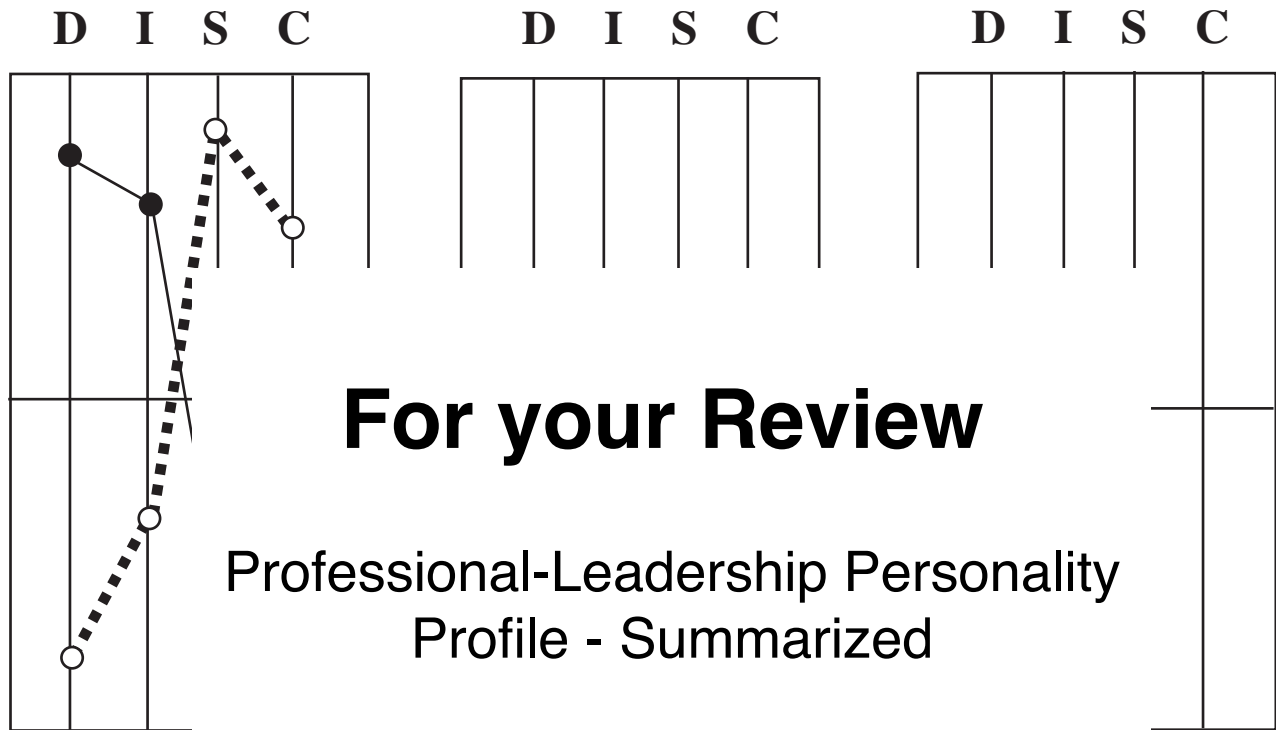 D I S C D I S C D I S C
For your Review
Professional-Leadership Personality
Profile - Summarized